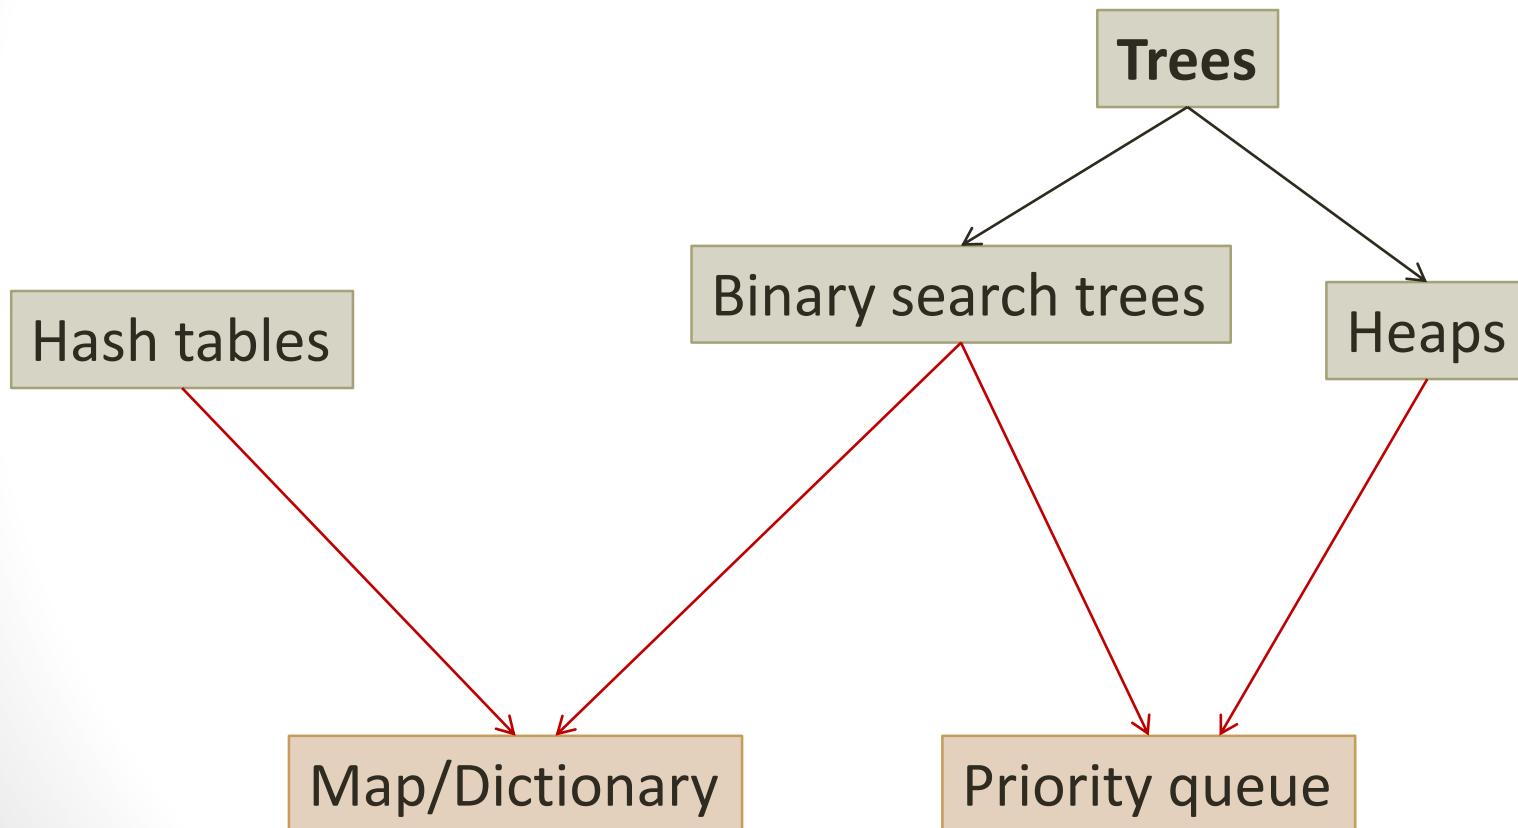 Trees
Binary search trees
Hash tables
Heaps
Map/Dictionary
Priority queue